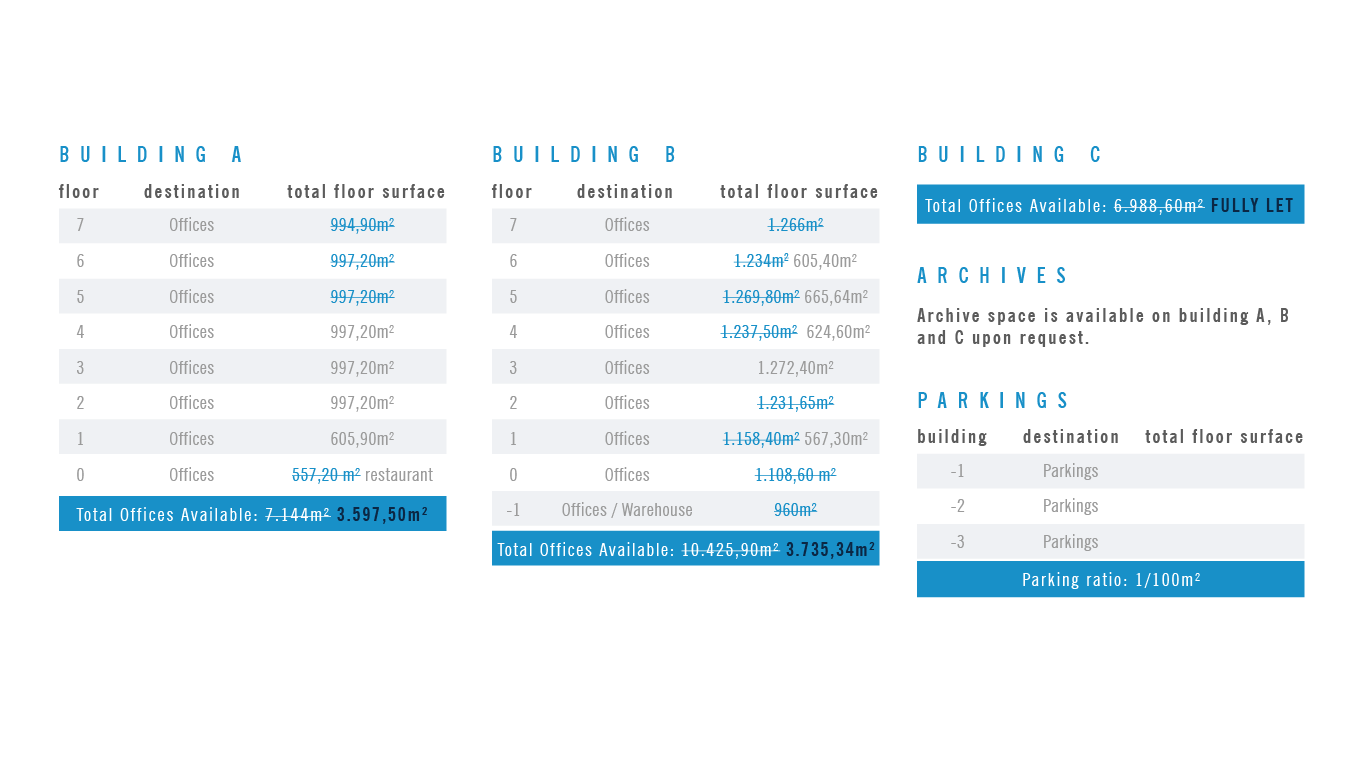 BUILDING A
floor destination total floor surface
7 Offices 994,90m²
6 Offices 997,20m²
5 Offices 997,20m²
4 Offices 997,20m²
3 Offices 997,20m²
2 Offices 997,20m²
1 Offices 605,90m²
0 Offices 557,20 m² restaurant
Total Offices Available: 7.144m² 3.597,50m²
BUILDING B
floor destination total floor surface
7 Offices 1.266m²
6 Offices 1.234m² 605,40m²
5 Offices 1.269,80m² 665,64m²
4 Offices 1.237,50m² 624,60m²
3 Offices 1.272,40m²
2 Offices 1.231,65m²
1 Offices 1.158,40m² 567,30m²
0 Offices 1.108,60 m²
-1 Offices / Warehouse 960m²
Total Offices Available: 10.425,90m² 3.735,34m²
BUILDING C
Total Offices Available: 6.988,60m² FULLY LET
ARCHIVES
Archive space is available on building A, B
and C upon request.
PARKINGS
building destination total floor surface
-1 Parkings
-2 Parkings
-3 Parkings
Parking ratio: 1/100m²